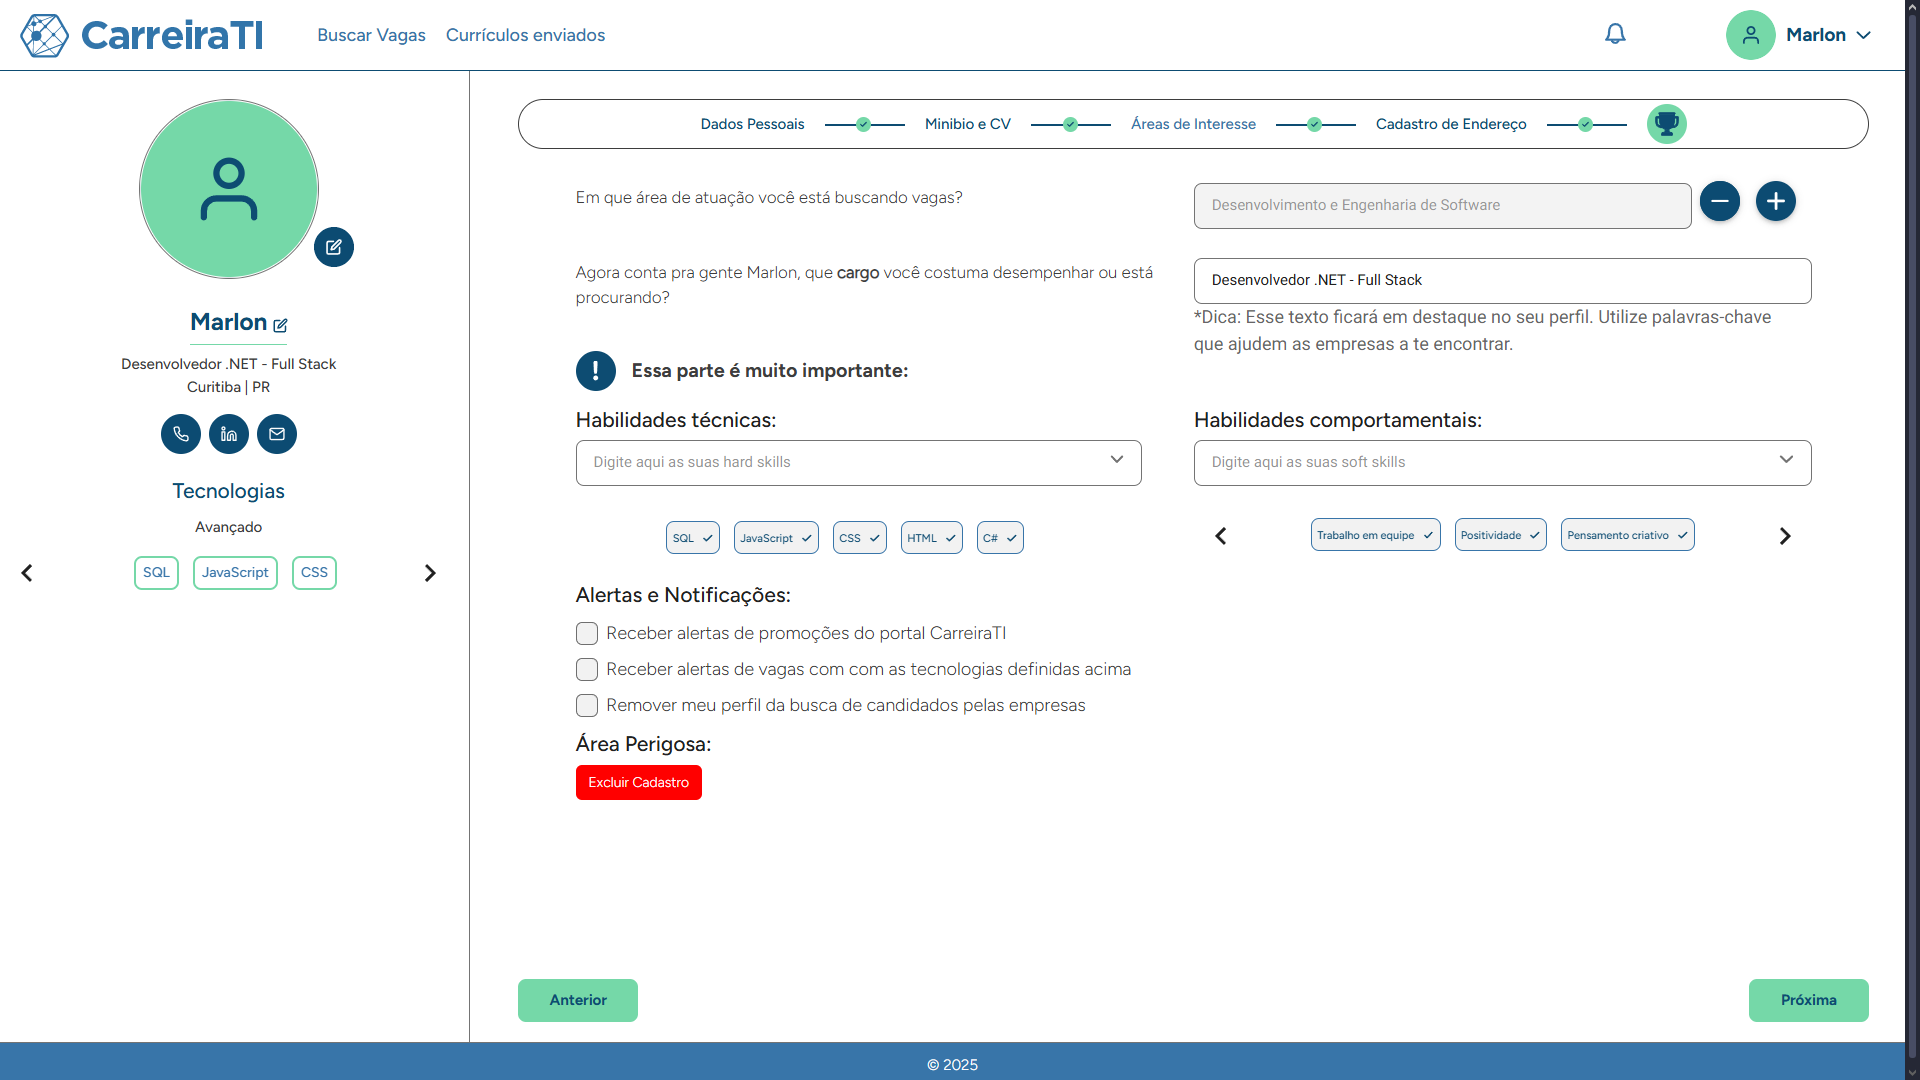 CarreiraTI
Buscar Vagas
Currículos enviados
Marlon
Marlon
Desenvolvedor .NET - Full Stack
Curitiba | PR
Tecnologias
Avançado
SQL
JavaScript
CSS
Dados Pessoais
Minibio e CV
Áreas de Interesse
Cadastro de Endereço
Em que área de atuação você está buscando vagas?
Desenvolvimento e Engenharia de Software
Agora conta pra gente Marlon, que cargo você costuma desempenhar ou está
procurando?
Desenvolvedor .NET - Full Stack
*Dica: Esse texto ficará em destaque no seu perfil. Utilize palavras-chave
que ajudem as empresas a te encontrar.
Essa parte é muito importante:
Habilidades técnicas:
Digite aqui as suas hard skills
SQL
JavaScript
CSS
HTML
C#
Habilidades comportamentais:
Digite aqui as suas soft skills
Trabalho em equipe
Positividade
Pensamento criativo
Alertas e Notificações:
Receber alertas de promoções do portal CarreiraTI
Receber alertas de vagas com com as tecnologias definidas acima
Remover meu perfil da busca de candidados pelas empresas
Área Perigosa:
Excluir Cadastro
Anterior
Próxima
© 2025